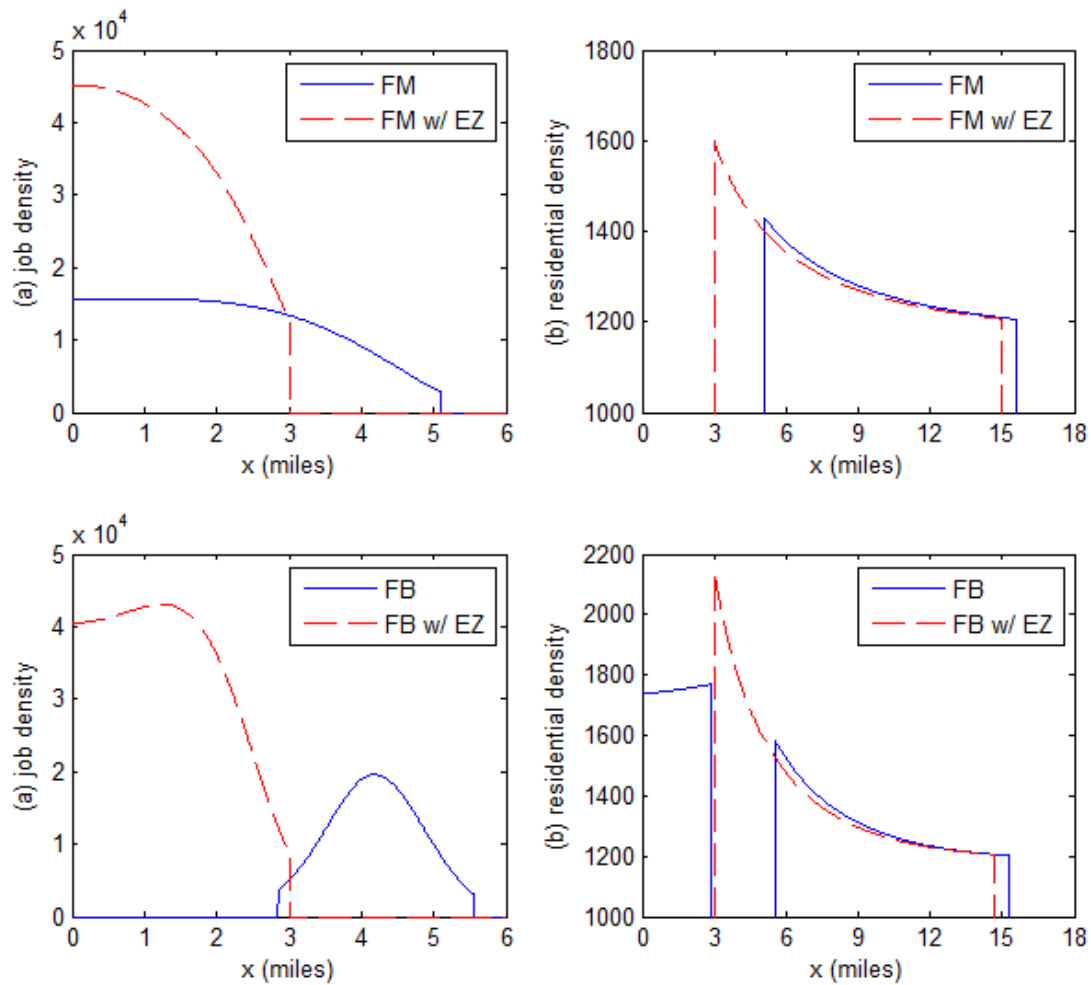 x 10⁴
5
4
3
2
1
0
(a) job density
FM
FM w/ EZ
0 1 2 3 4 5 6
x (miles)
1800
1600
1400
1200
1000
(b) residential density
FM
FM w/ EZ
0 3 6 9 12 15 18
x (miles)
x 10⁴
5
4
3
2
1
0
(a) job density
FB
FB w/ EZ
0 1 2 3 4 5 6
x (miles)
2200
2000
1800
1600
1400
1200
1000
(b) residential density
FB
FB w/ EZ
0 3 6 9 12 15 18
x (miles)